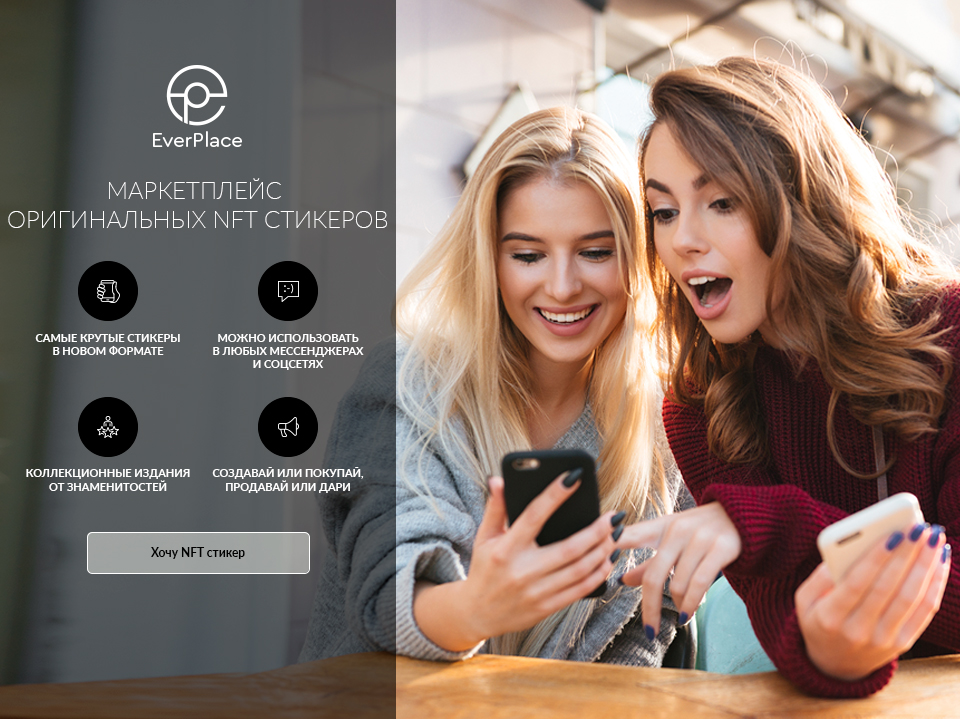 EverPlace
МАРКЕТПЛЕЙС
ОРИГИНАЛЬНЫХ NFT СТИКЕРОВ
САМЫЕ КРУТЫЕ СТИКЕРЫ
В НОВОМ ФОРМАТЕ
МОЖНО ИСПОЛЬЗОВАТЬ
В ЛЮБЫХ МЕССЕНДЖЕРАХ
И СОЦСЕТЯХ
КОЛЛЕКЦИОННЫЕ ИЗДАНИЯ
ОТ ЗНАМЕНИТОСТЕЙ
СОЗДАВАЙ ИЛИ ПОКУПАЙ,
ПРОДАВАЙ ИЛИ ДАРИ
Хочу NFT стикер